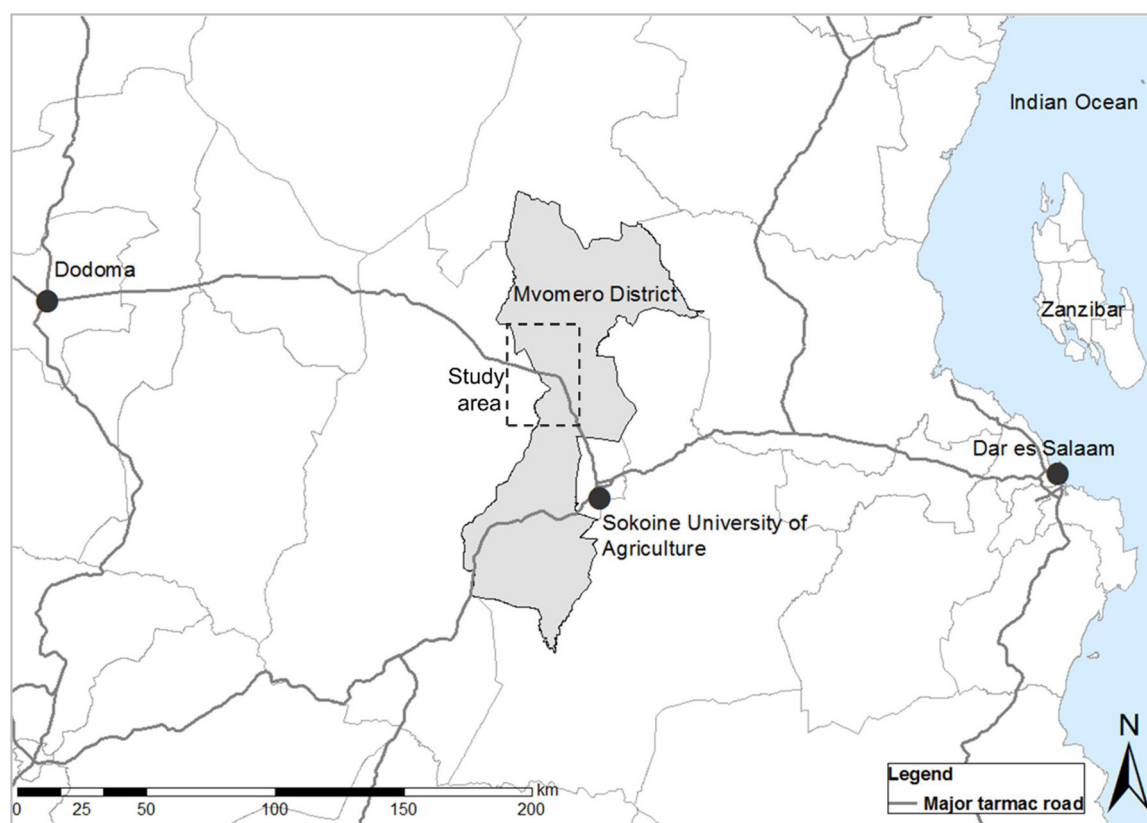 Indian Ocean
Dodoma
Mvomero District
Zanzibar
Study
area
Dar es Salaam
Sokoine University of
Agriculture
N
Legend
Major tarmac road
km
0 25 50 100 150 200